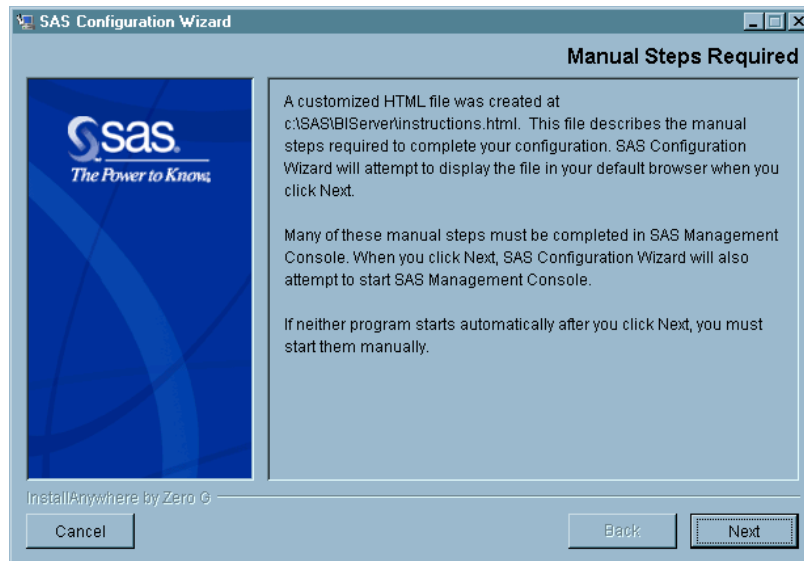 SAS Configuration Wizard
Manual Steps Required
sas.
The Power to Know.
A customized HTML file was created at
c:\SAS\BIServer\instructions.html. This file describes the manual
steps required to complete your configuration. SAS Configuration
Wizard will attempt to display the file in your default browser when you
click Next.
Many of these manual steps must be completed in SAS Management
Console. When you click Next, SAS Configuration Wizard will also
attempt to start SAS Management Console.
If neither program starts automatically after you click Next, you must
start them manually.
InstallAnywhere by Zero G
Cancel
Back
Next